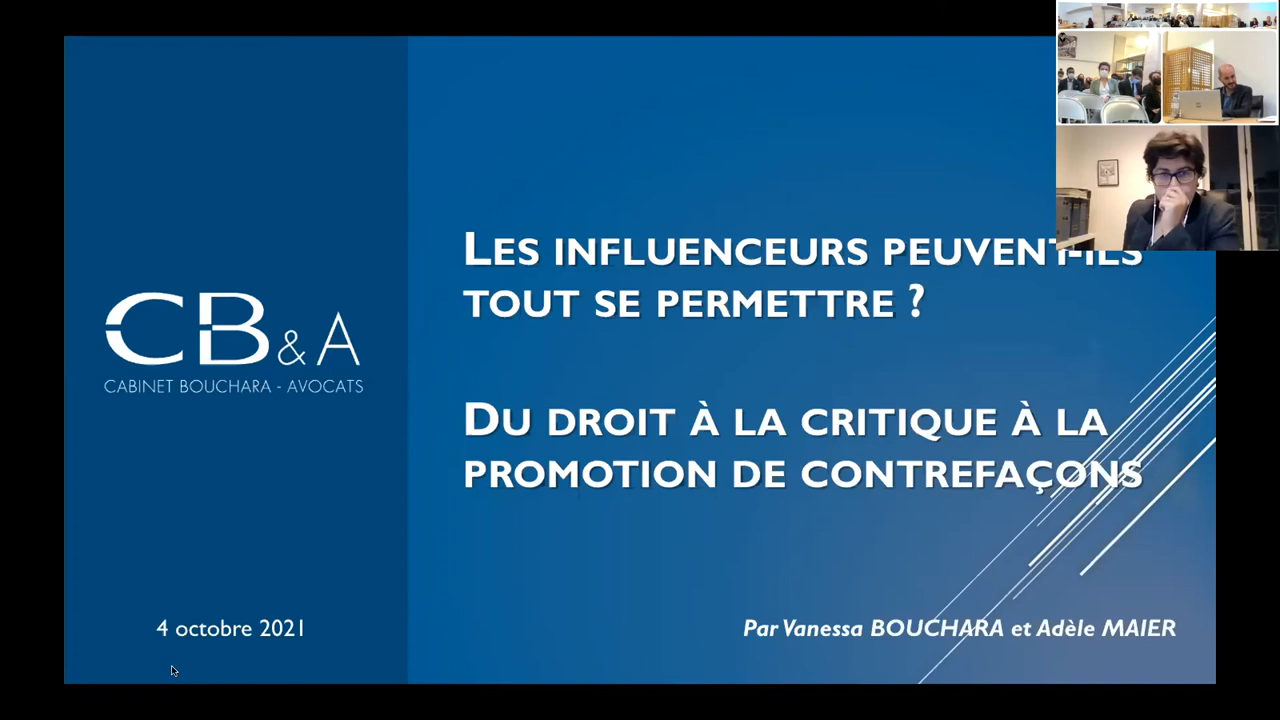 CB & A
CABINET BOUCHARA - AVOCATS
LES INFLUENCEURS PEUVENT-ILS
TOUT SE PERMETTRE ?
DU DROIT À LA CRITIQUE À LA
PROMOTION DE CONTREFAÇONS
4 octobre 2021
Par Vanessa BOUCHARA et Adèle MAIER